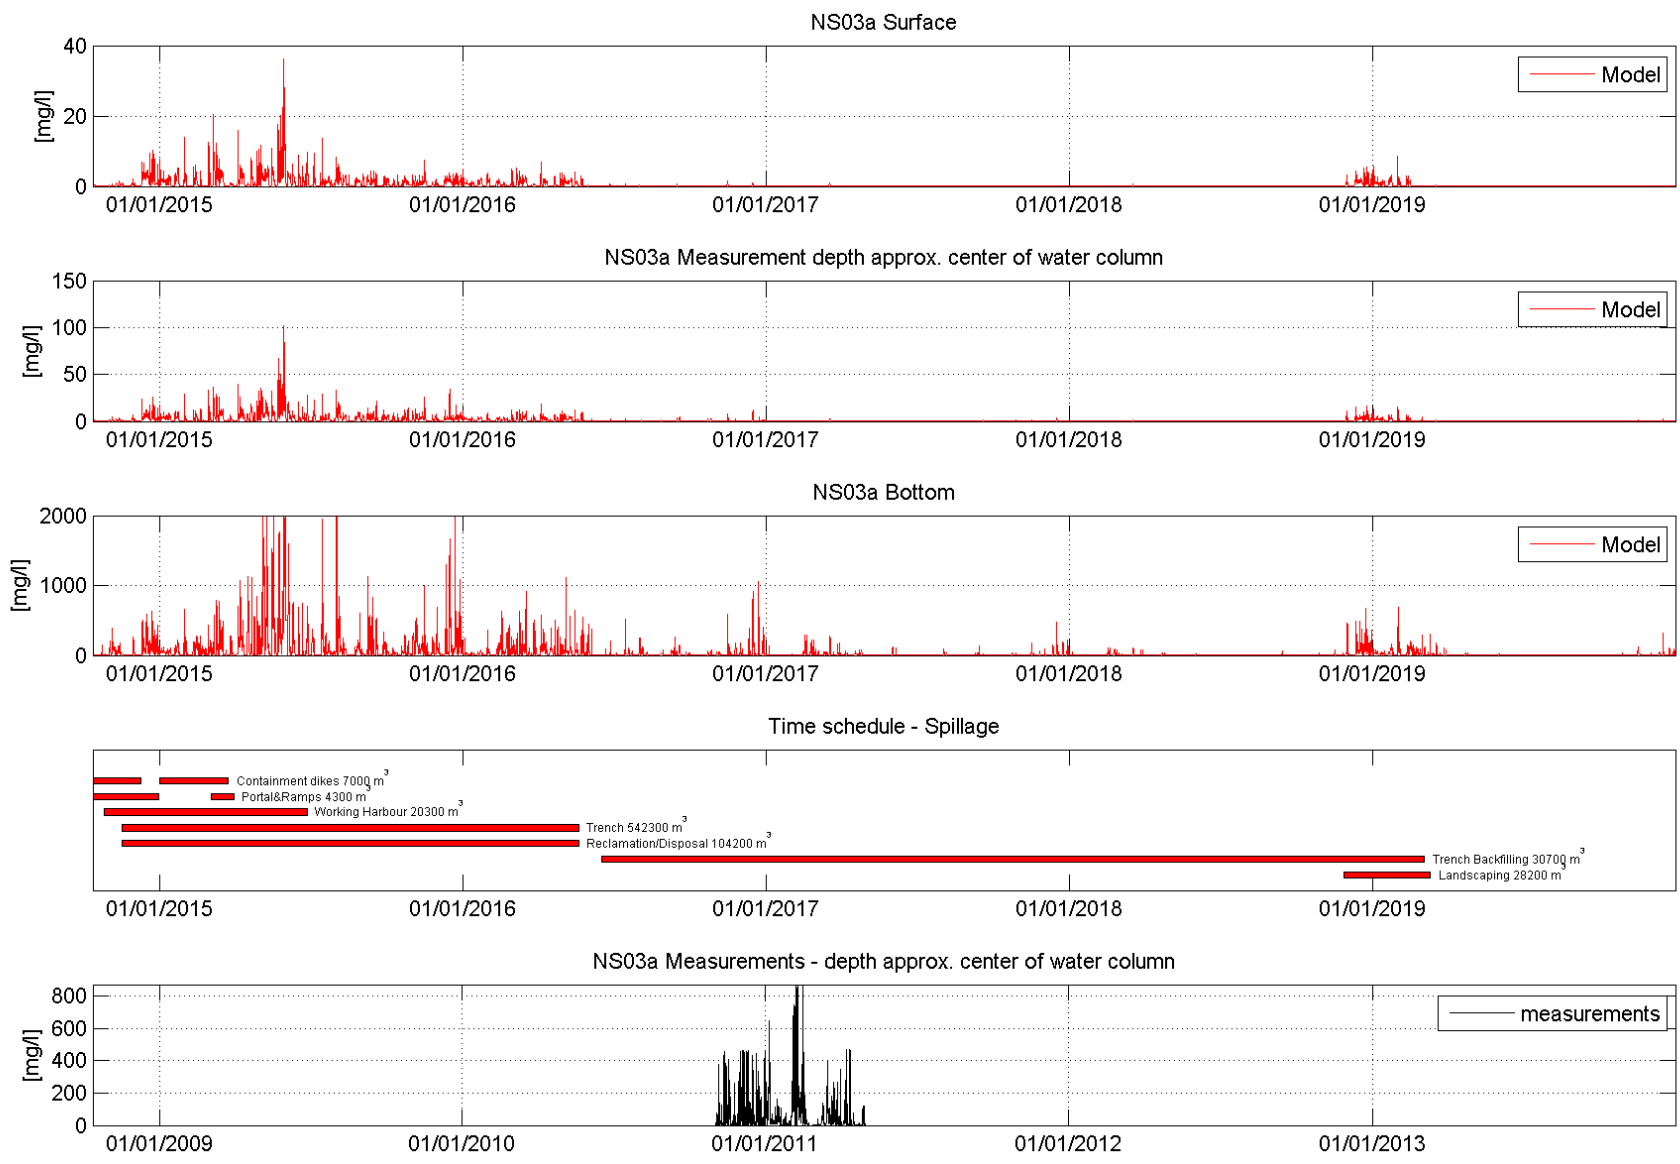 NS03a Surface
40
20
0
[mg/l]
Model
01/01/2015 01/01/2016 01/01/2017 01/01/2018 01/01/2019
NS03a Measurement depth approx. center of water column
150
100
50
0
[mg/l]
Model
01/01/2015 01/01/2016 01/01/2017 01/01/2018 01/01/2019
NS03a Bottom
2000
1000
0
[mg/l]
Model
01/01/2015 01/01/2016 01/01/2017 01/01/2018 01/01/2019
Time schedule - Spillage
Containment dikes 7000 m³
Portal&Ramps 4300 m³
Working Harbour 20300 m³
Trench 542300 m³
Reclamation/Disposal 104200 m³
Trench Backfilling 30700 m³
Landscaping 28200 m³
01/01/2015 01/01/2016 01/01/2017 01/01/2018 01/01/2019
NS03a Measurements - depth approx. center of water column
800
600
400
200
0
[mg/l]
measurements
01/01/2009 01/01/2010 01/01/2011 01/01/2012 01/01/2013